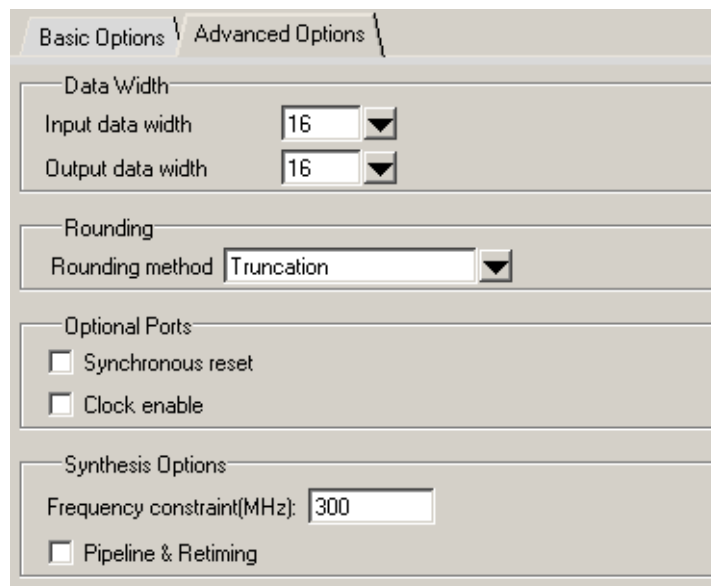 Basic Options Advanced Options
Data Width
Input data width 16
Output data width 16
Rounding
Rounding method Truncation
Optional Ports
Synchronous reset
Clock enable
Synthesis Options
Frequency constraint(MHz): 300
Pipeline & Retiming